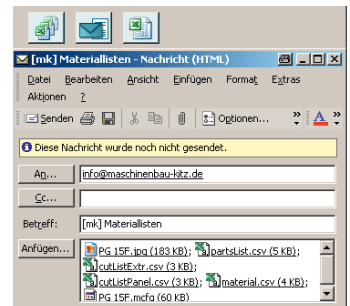 [mk] Materiallisten - Nachricht (HTML)
Datei Bearbeiten Ansicht Einfügen Format Extras
Aktionen ?
Senden Optionen...
Diese Nachricht wurde noch nicht gesendet.
An... info@maschinenbau-kitz.de
Cc...
Betreff: [mk] Materiallisten
Anfügen... PG 15F.jpg (183 KB); partsList.csv (5 KB);
cutListExtr.csv (3 KB);
cutListPanel.csv (3 KB); material.csv (4 KB);
PG 15F.mcfg (60 KB)